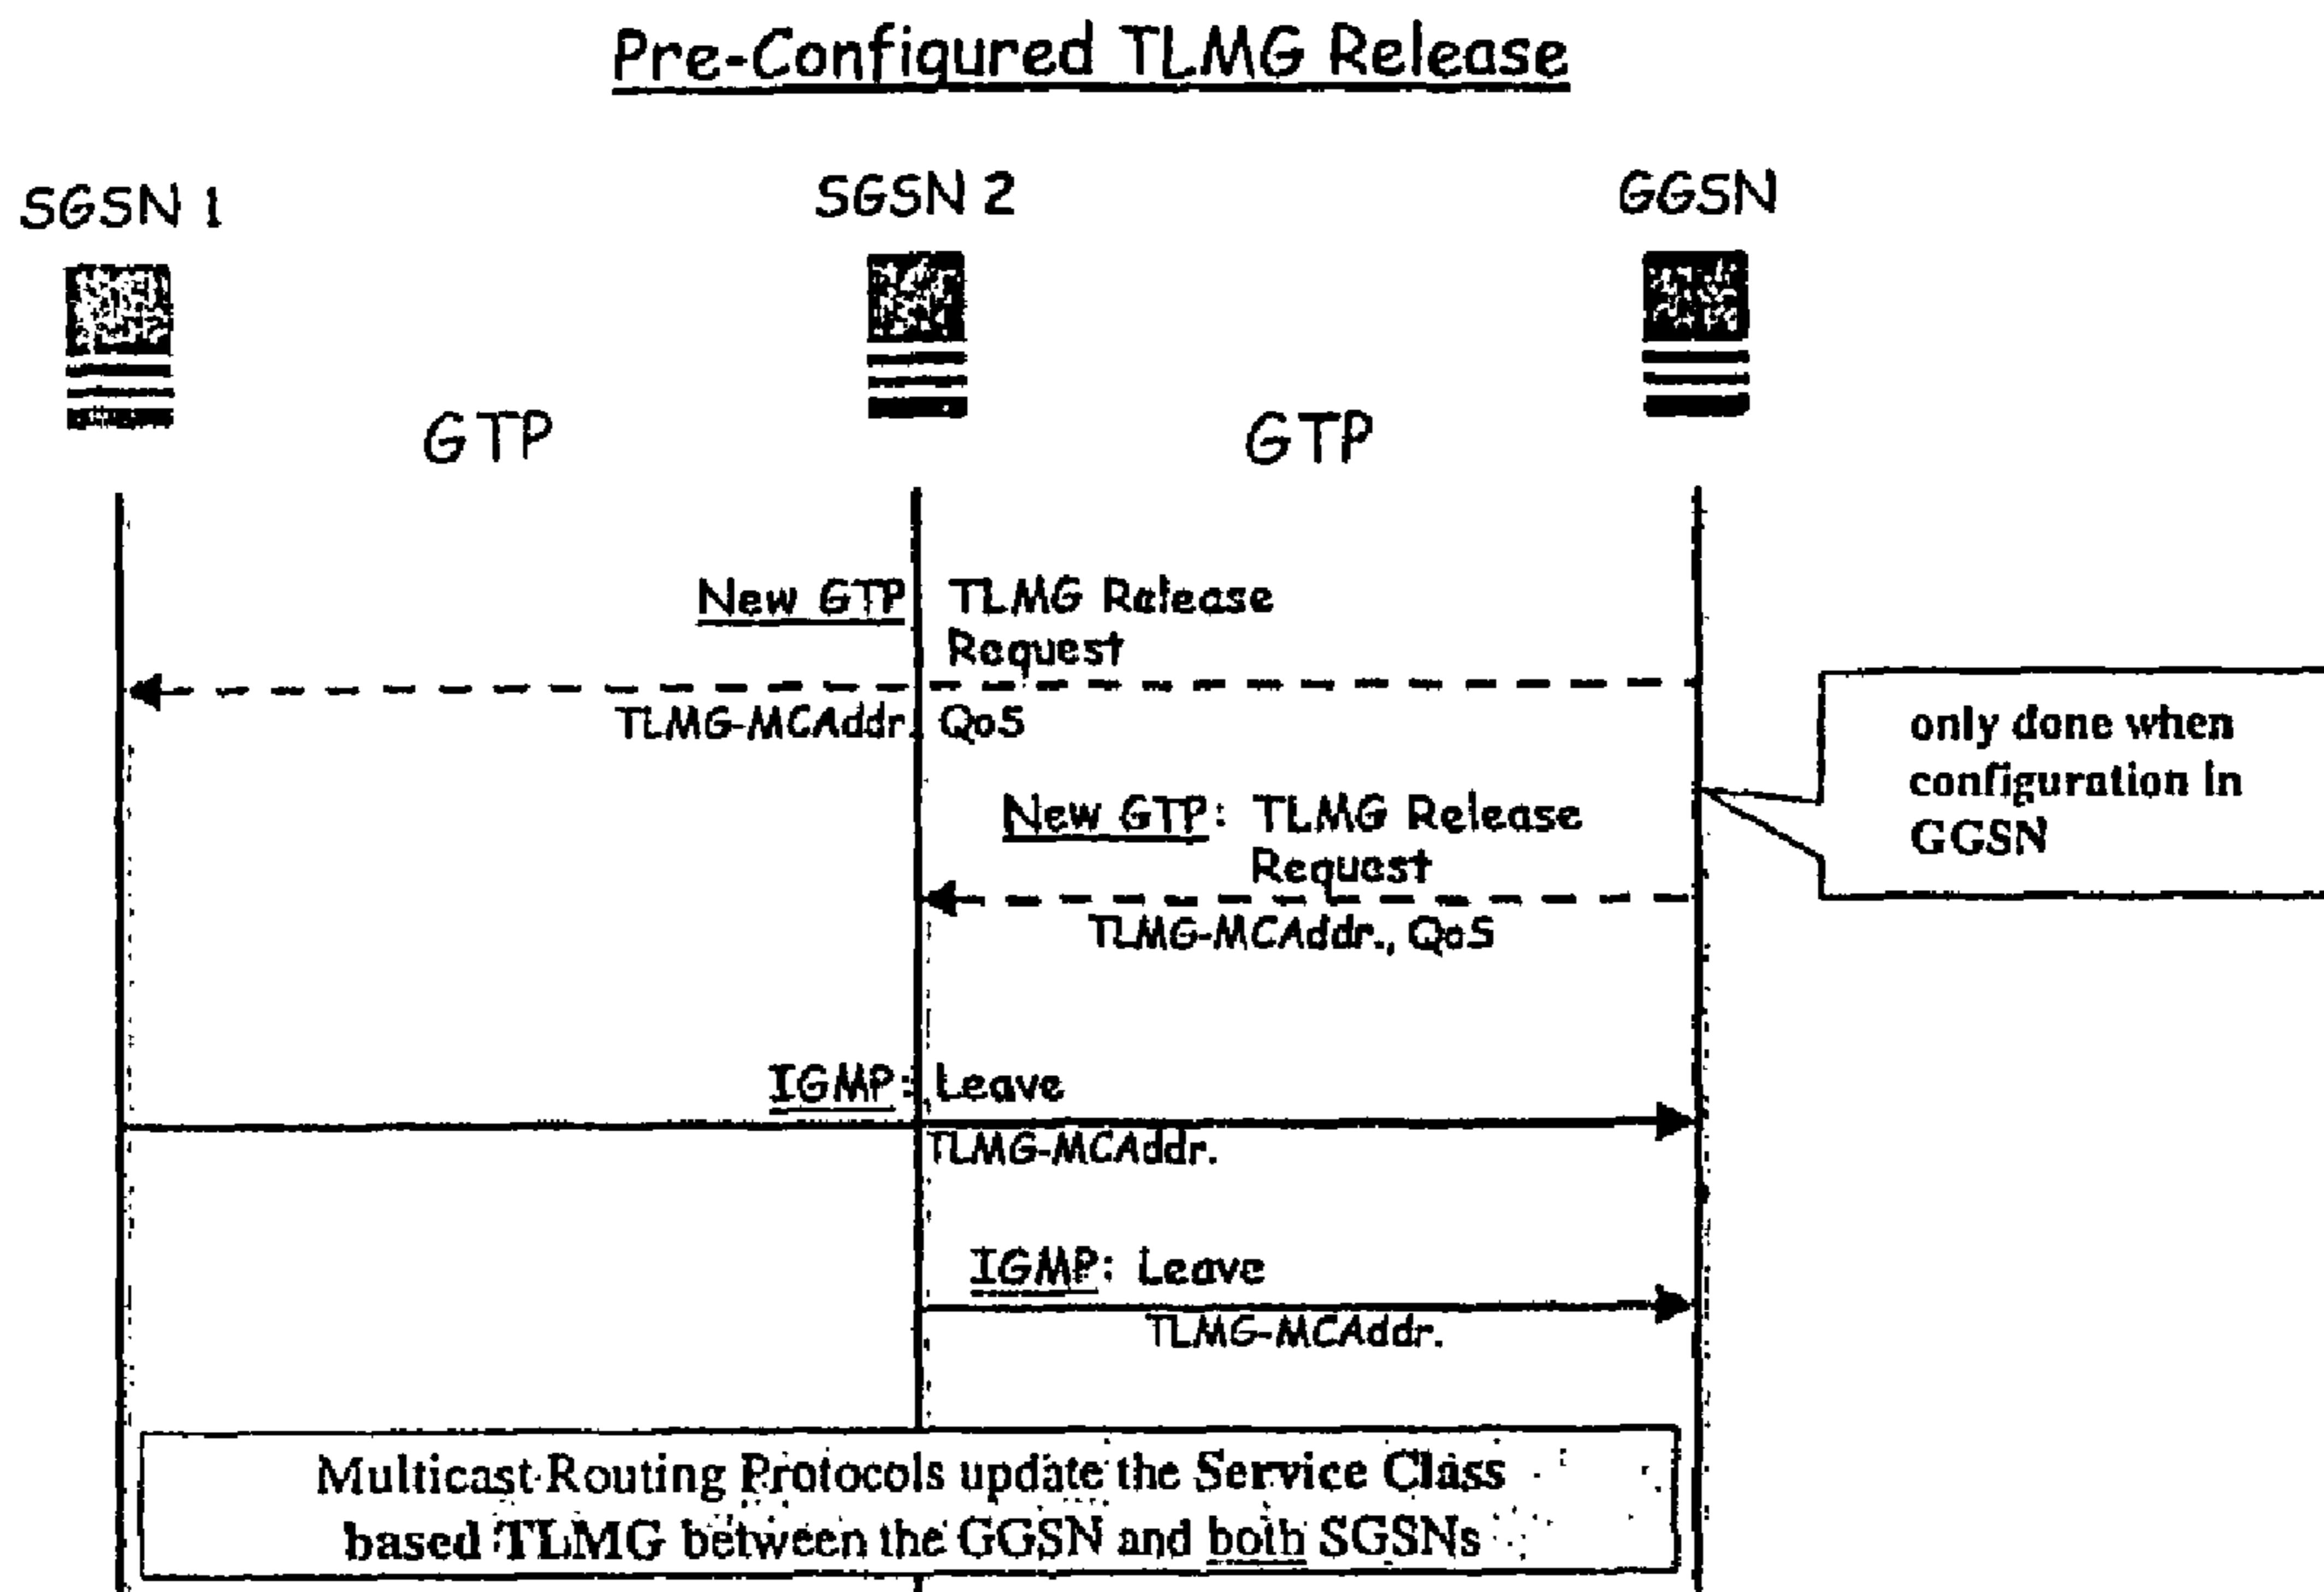 Pre-Configured TLMG Release
SGSN 1
SGSN 2
GGSN
GTP
GTP
New GTP TLMG Release
Request
TLMG-MCAddr. QoS
only done when
configuration in
GGSN
New GTP: TLMG Release
Request
TLMG-MCAddr., QoS
IGMP: Leave
TLMG-MCAddr.
IGMP: Leave
TLMG-MCAddr.
Multicast Routing Protocols update the Service Class
based TLMG between the GGSN and both SGSNs